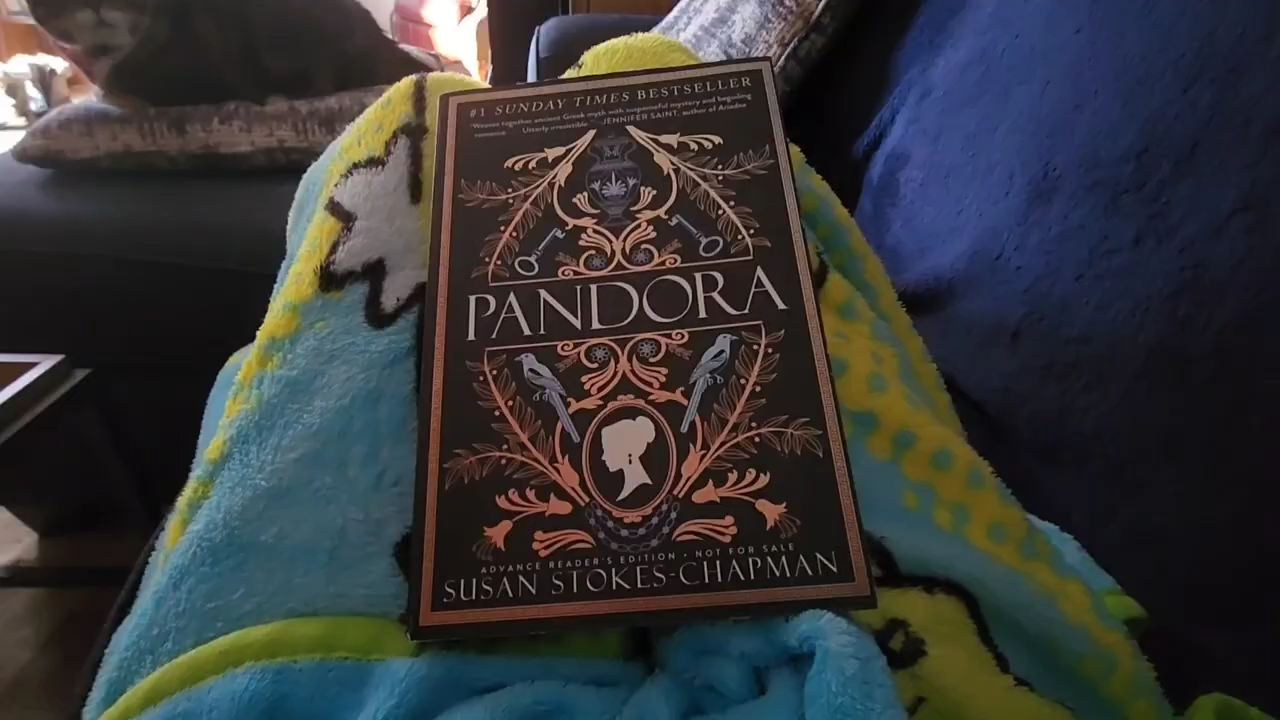 #1 SUNDAY TIMES BESTSELLER
"Weaves together ancient Greek myth with suspenseful mystery and beguiling
romance. Utterly irresistible." —JENNIFER SAINT, author of Ariadne
PANDORA
ADVANCE READER'S EDITION • NOT FOR SALE
SUSAN STOKES-CHAPMAN